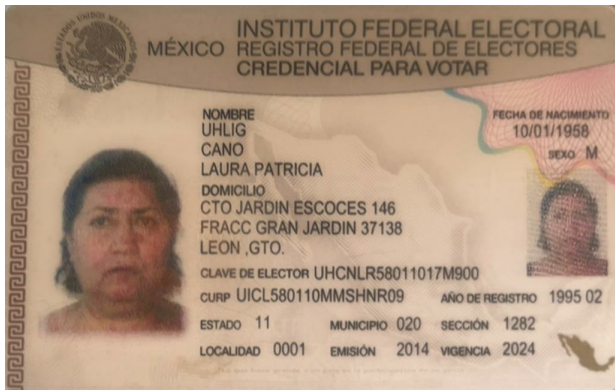 ESTADOS UNIDOS MEXICANOS
MÉXICO
INSTITUTO FEDERAL ELECTORAL
REGISTRO FEDERAL DE ELECTORES
CREDENCIAL PARA VOTAR
NOMBRE
UHLIG
CANO
LAURA PATRICIA
FECHA DE NACIMIENTO
10/01/1958
SEXO M
DOMICILIO
CTO JARDIN ESCOCES 146
FRACC GRAN JARDIN 37138
LEON ,GTO.
CLAVE DE ELECTOR UHCNLR58011017M900
CURP UICL580110MMSHNR09 AÑO DE REGISTRO 1995 02
ESTADO 11 MUNICIPIO 020 SECCIÓN 1282
LOCALIDAD 0001 EMISIÓN 2014 VIGENCIA 2024